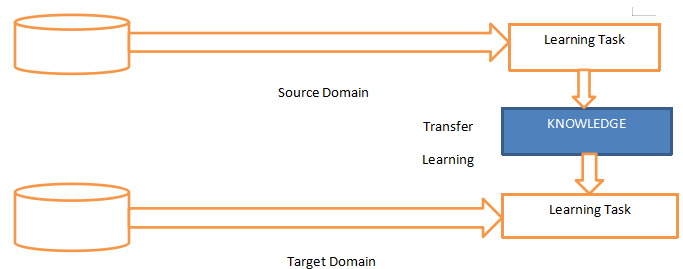 Learning Task
Source Domain
Transfer
KNOWLEDGE
Learning
Learning Task
Target Domain